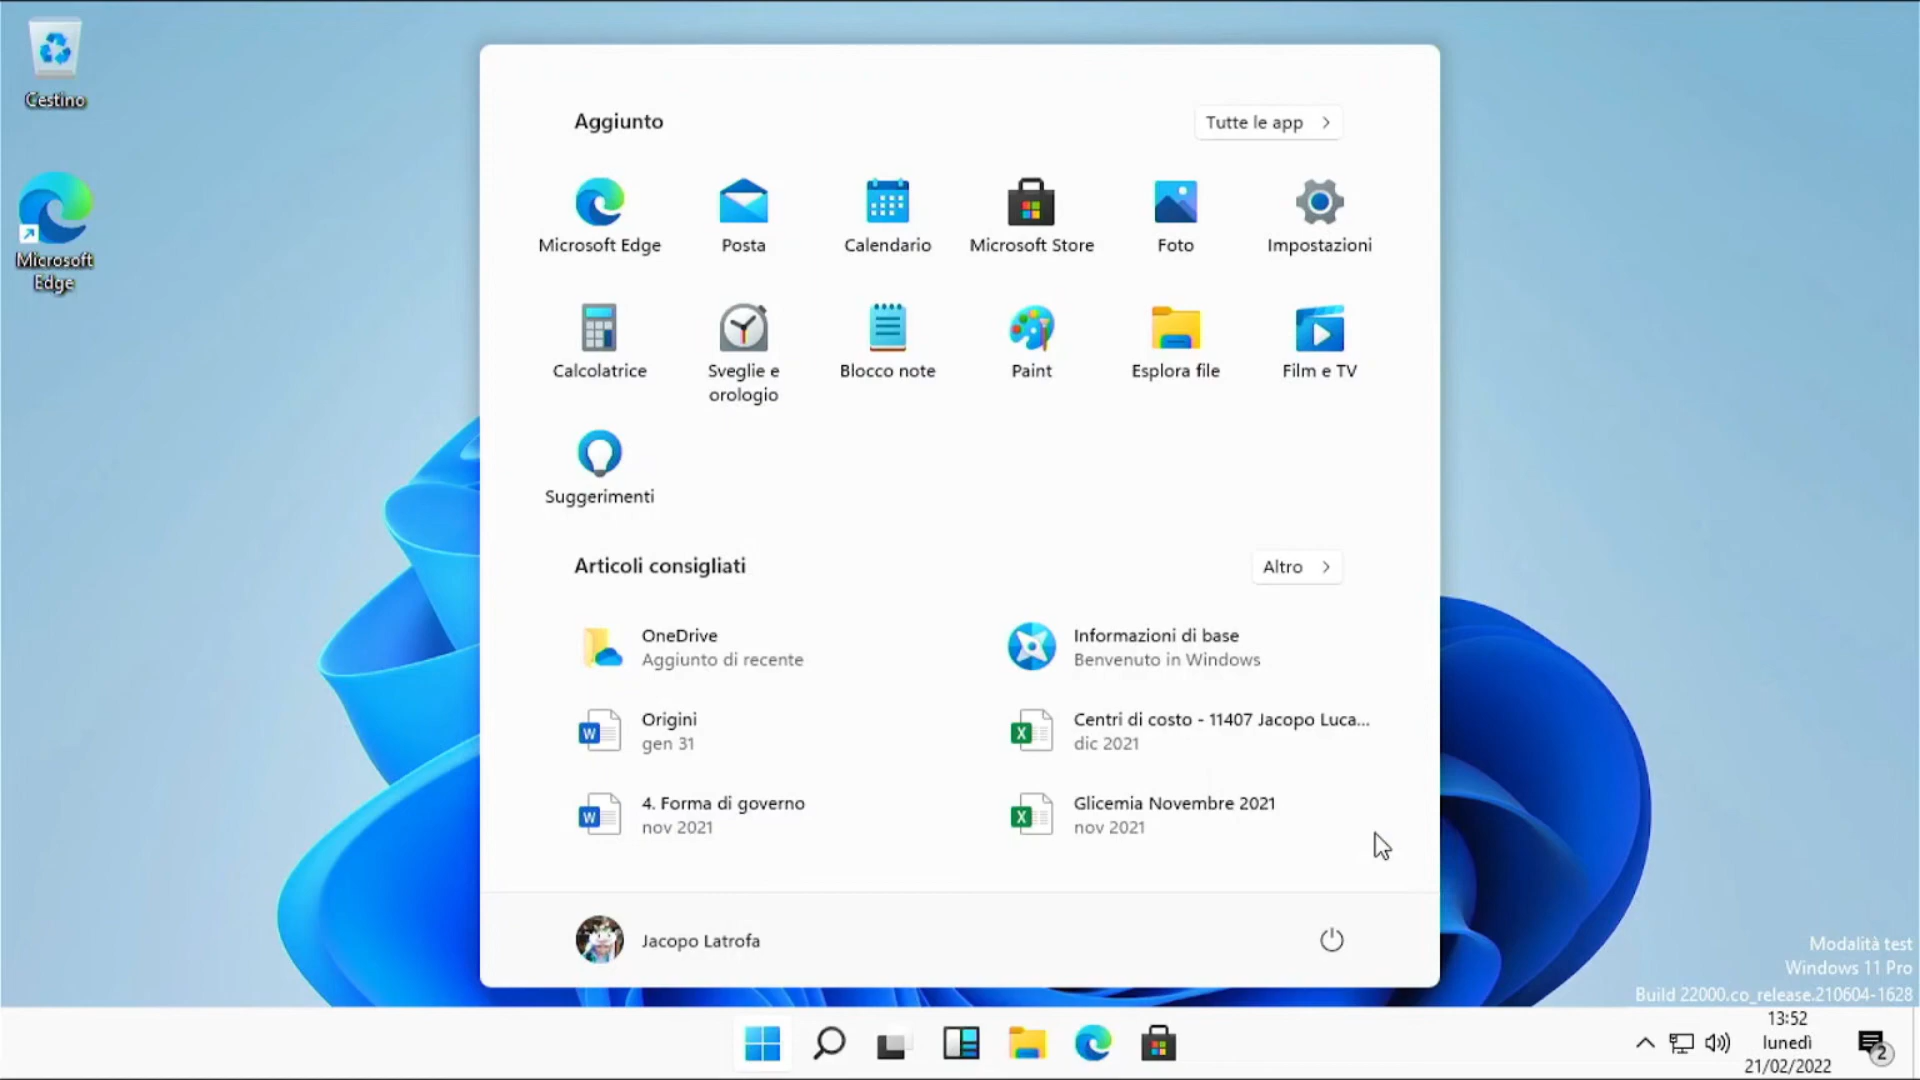 Cestino
Microsoft
Edge
Aggiunto
Tutte le app
Microsoft Edge
Posta
Calendario
Microsoft Store
Foto
Impostazioni
Calcolatrice
Sveglie e
orologio
Blocco note
Paint
Esplora file
Film e TV
Suggerimenti
Articoli consigliati
Altro
OneDrive
Aggiunto di recente
Informazioni di base
Benvenuto in Windows
Origini
gen 31
Centri di costo - 11407 Jacopo Luca...
dic 2021
4. Forma di governo
nov 2021
Glicemia Novembre 2021
nov 2021
Jacopo Latrofa
Modalità test
Windows 11 Pro
Build 22000.co_release.210604-1628
13:52
lunedì
21/02/2022
2